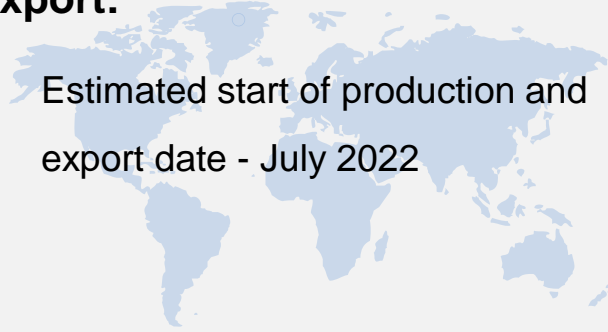 xport:
Estimated start of production and
export date - July 2022